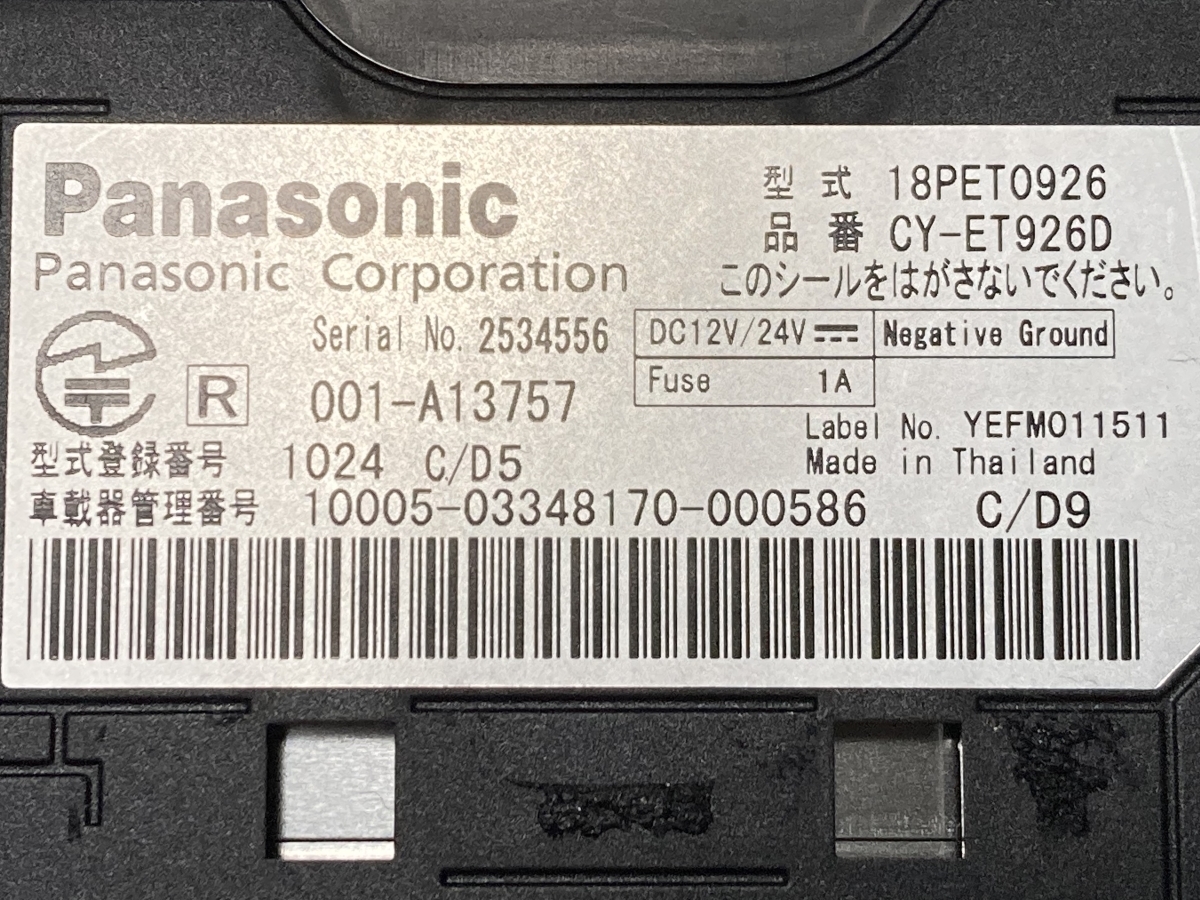 Panasonic
Panasonic Corporation
型式 18PET0926
品番 CY-ET926D
このシールをはがさないでください。
Serial No. 2534556
DC12V/24V Negative Ground
Fuse 1A
R 001-A13757
Label No. YEFM011511
型式登録番号 1024 C/D5
Made in Thailand
車載器管理番号 10005-03348170-000586 C/D9